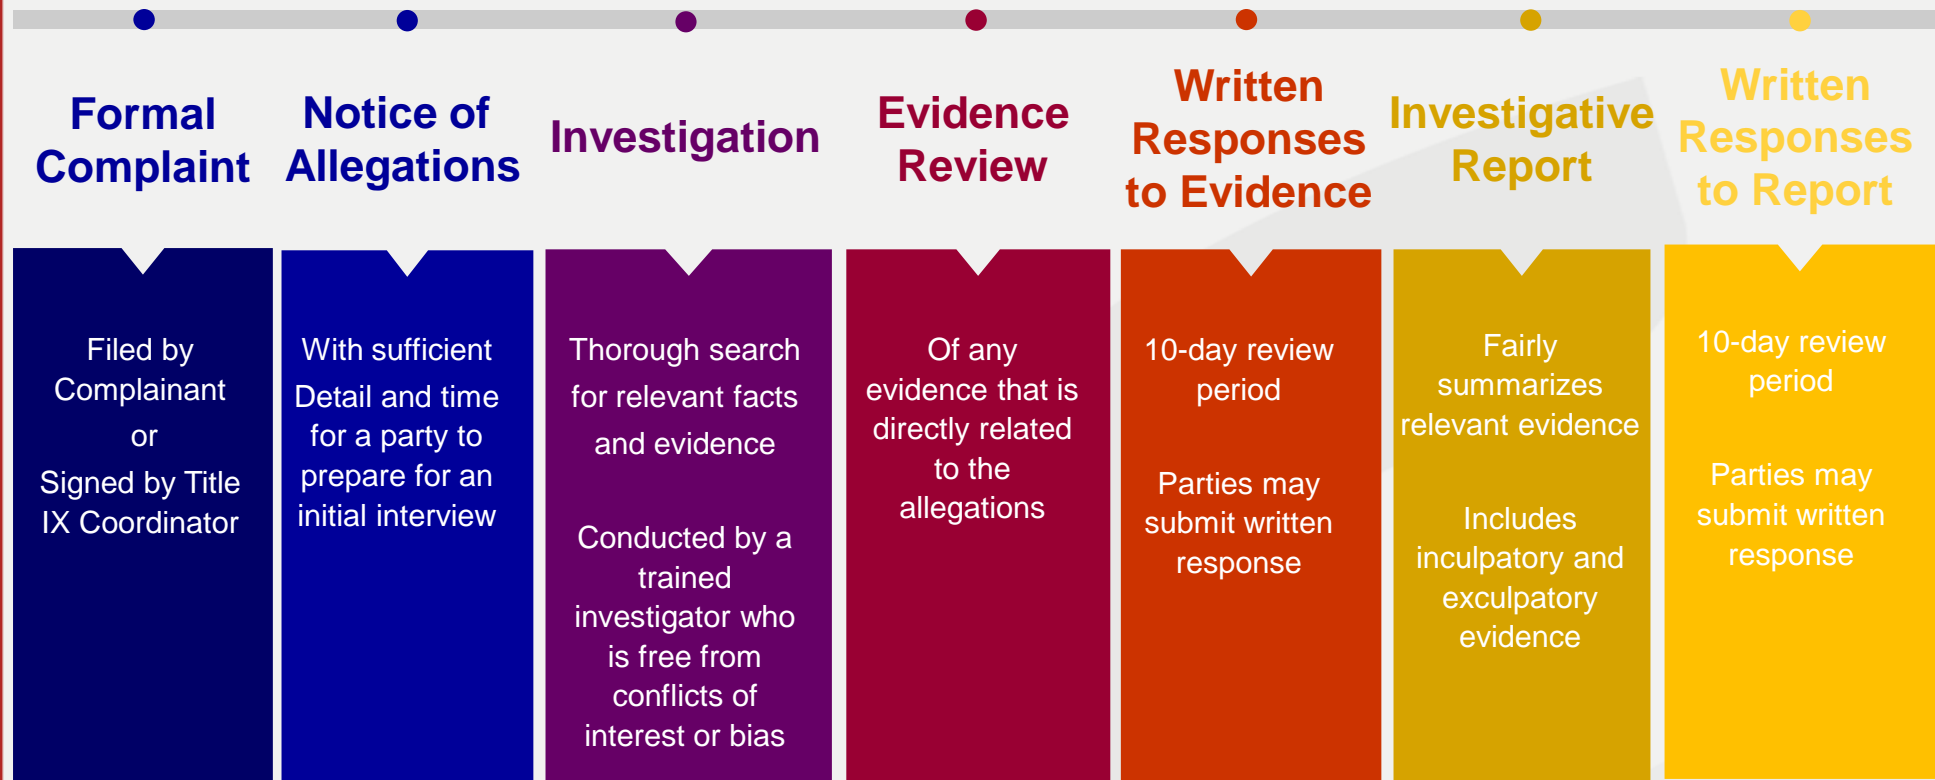 Formal
Complaint
Notice of
Allegations
Investigation
Evidence
Review
Written
Responses
to Evidence
Investigative
Report
Written
Responses
to Report
Filed by
Complainant
or
Signed by Title
IX Coordinator
With sufficient
Detail and time
for a party to
prepare for an
initial interview
Thorough search
for relevant facts
and evidence
Conducted by a
trained
investigator who
is free from
conflicts of
interest or bias
Of any
evidence that is
directly related
to the
allegations
10-day review
period
Parties may
submit written
response
Fairly
summarizes
relevant evidence
Includes
inculpatory and
exculpatory
evidence
10-day review
period
Parties may
submit written
response